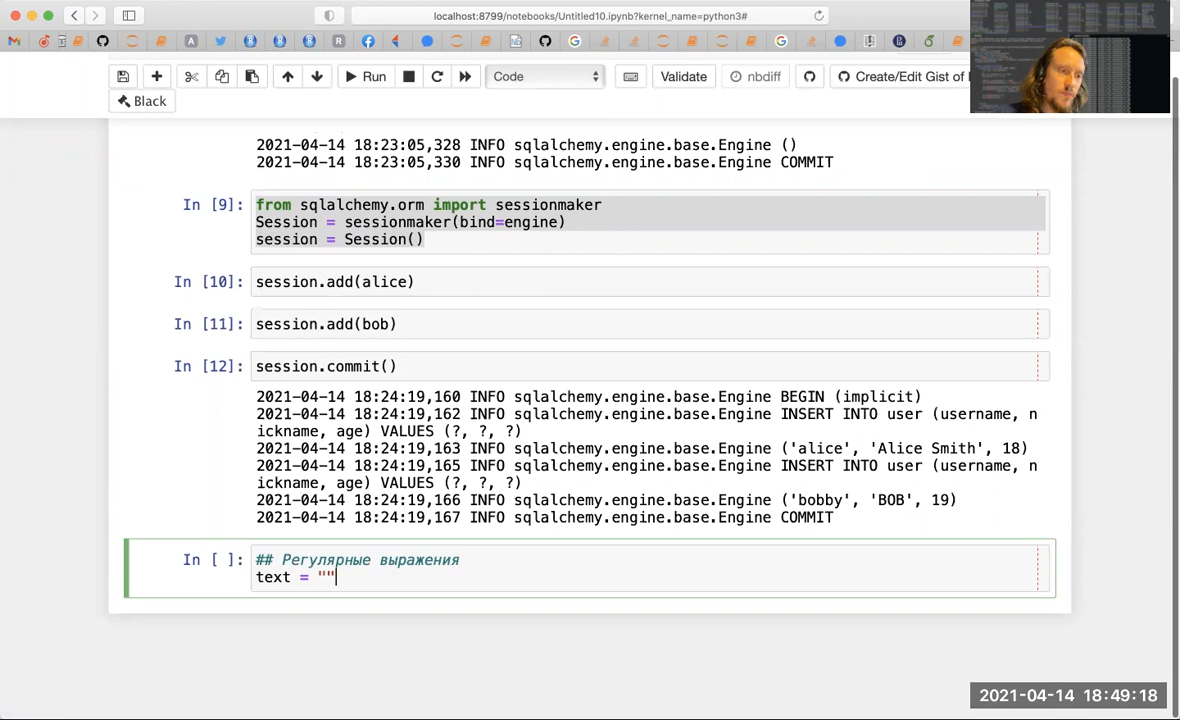 localhost:8799/notebooks/Untitled10.ipynb?kernel_name=python3#
Run
Code
Validate
nbdiff
Create/Edit Gist of
Black
2021-04-14 18:23:05,328 INFO sqlalchemy.engine.base.Engine ()
2021-04-14 18:23:05,330 INFO sqlalchemy.engine.base.Engine COMMIT
In [9]: from sqlalchemy.orm import sessionmaker
Session = sessionmaker(bind=engine)
session = Session()
In [10]: session.add(alice)
In [11]: session.add(bob)
In [12]: session.commit()
2021-04-14 18:24:19,160 INFO sqlalchemy.engine.base.Engine BEGIN (implicit)
2021-04-14 18:24:19,162 INFO sqlalchemy.engine.base.Engine INSERT INTO user (username, n
ickname, age) VALUES (?, ?, ?)
2021-04-14 18:24:19,163 INFO sqlalchemy.engine.base.Engine ('alice', 'Alice Smith', 18)
2021-04-14 18:24:19,165 INFO sqlalchemy.engine.base.Engine INSERT INTO user (username, n
ickname, age) VALUES (?, ?, ?)
2021-04-14 18:24:19,166 INFO sqlalchemy.engine.base.Engine ('bobby', 'BOB', 19)
2021-04-14 18:24:19,167 INFO sqlalchemy.engine.base.Engine COMMIT
In [ ]: ## Регулярные выражения
text = ""
2021-04-14 18:49:18